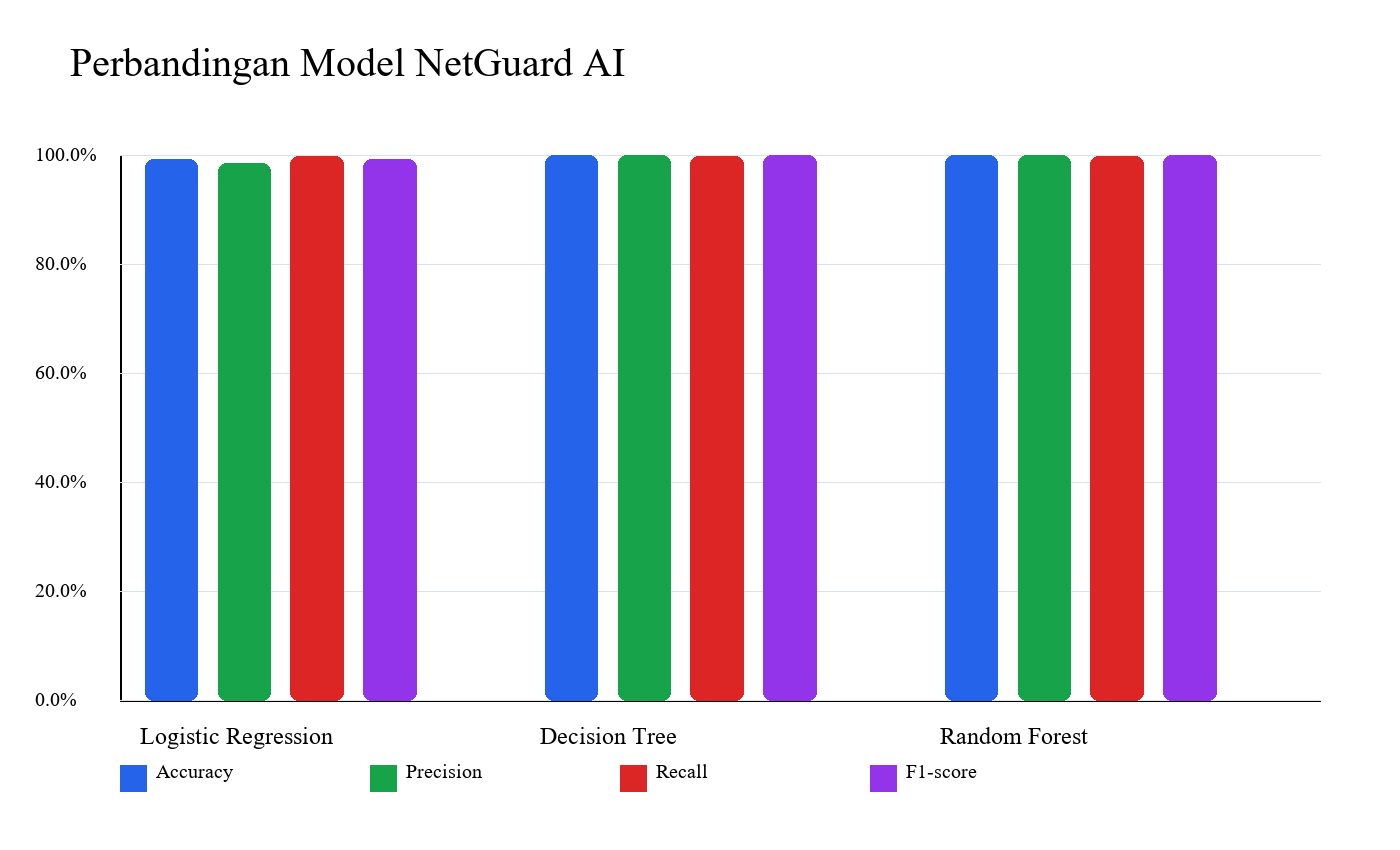 Perbandingan Model NetGuard AI
100.0%
80.0%
60.0%
40.0%
20.0%
0.0%
Logistic Regression Decision Tree Random Forest
Accuracy Precision Recall F1-score